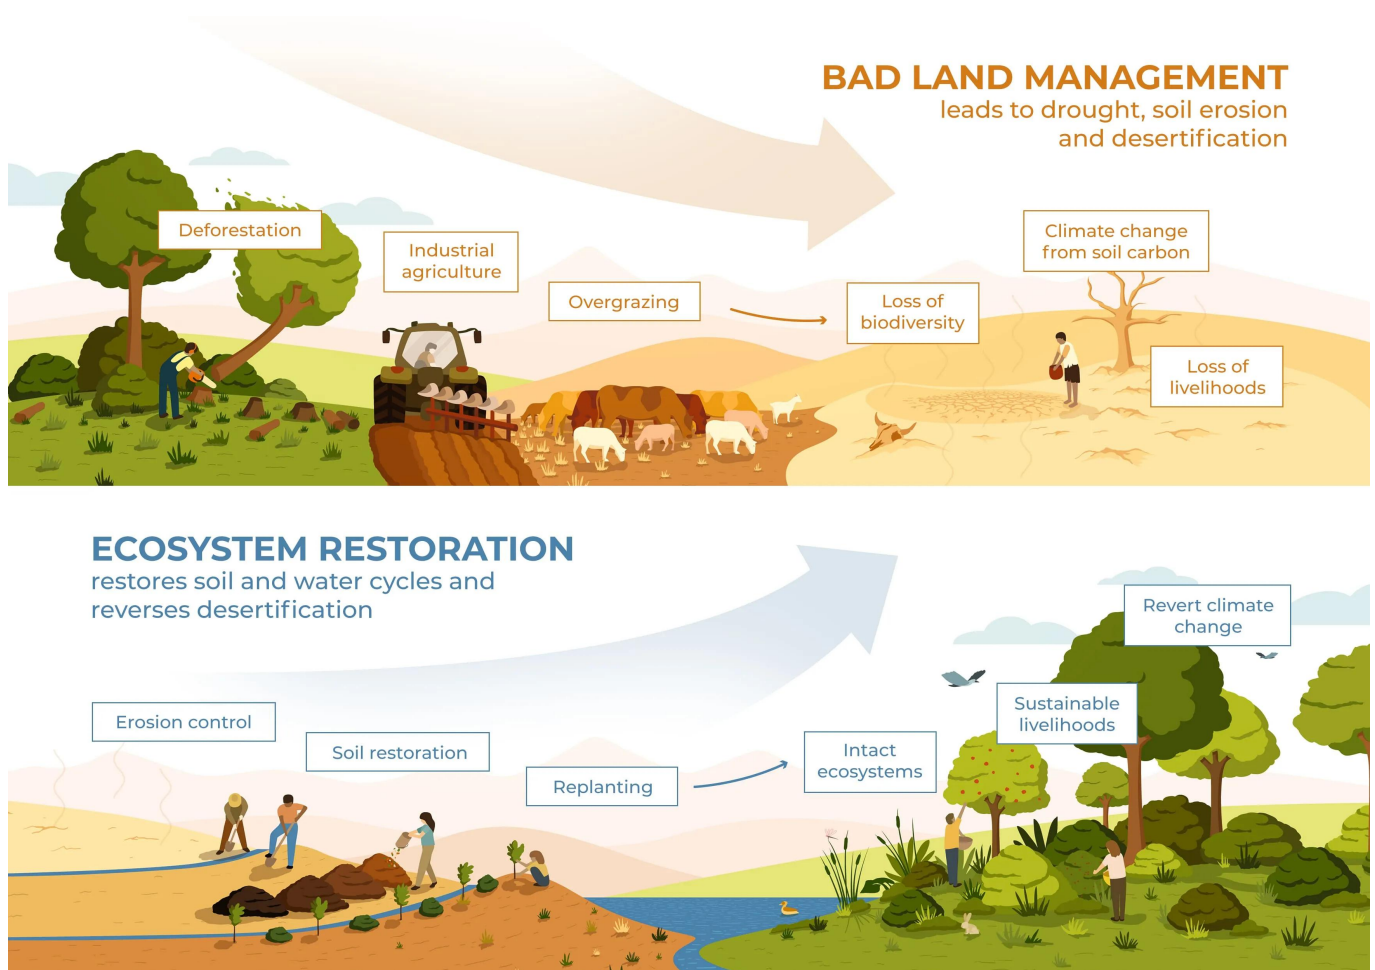 BAD LAND MANAGEMENT
leads to drought, soil erosion
and desertification
Deforestation
Industrial
agriculture
Overgrazing
Loss of
biodiversity
Climate change
from soil carbon
Loss of
livelihoods
ECOSYSTEM RESTORATION
restores soil and water cycles and
reverses desertification
Erosion control
Soil restoration
Replanting
Intact
ecosystems
Sustainable
livelihoods
Revert climate
change